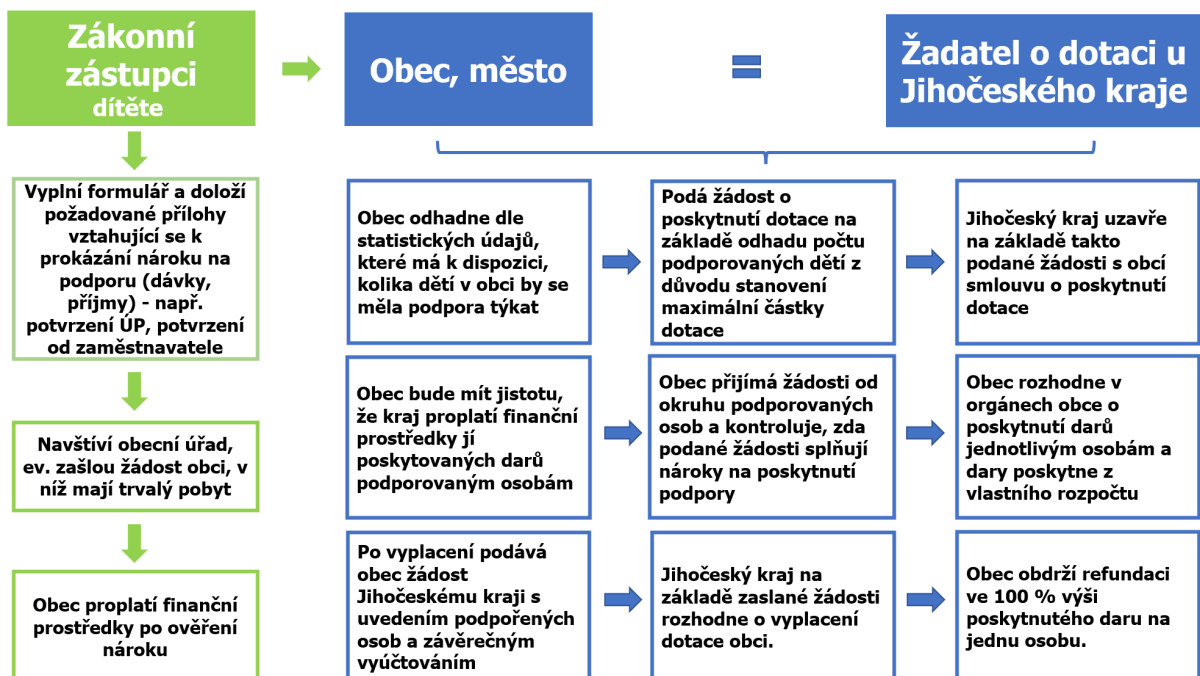 Zákonní
zástupci
dítěte
Obec, město
=
Žadatel o dotaci u
Jihočeského kraje
Vyplní formulář a doloží
požadované přílohy
vztahující se k
prokázání nároku na
podporu (dávky,
příjmy) - např.
potvrzení ÚP, potvrzení
od zaměstnavatele
Navštíví obecní úřad,
ev. zašlou žádost obci, v
níž mají trvalý pobyt
Obec proplatí finanční
prostředky po ověření
nároku
Obec odhadne dle
statistických údajů,
které má k dispozici,
kolika dětí v obci by se
měla podpora týkat
Podá žádost o
poskytnutí dotace na
základě odhadu počtu
podporovaných dětí z
důvodu stanovení
maximální částky
dotace
Jihočeský kraj uzavře
na základě takto
podané žádosti s obcí
smlouvu o poskytnutí
dotace
Obec bude mít jistotu,
že kraj proplatí finanční
prostředky jí
poskytovaných darů
podporovaným osobám
Obec přijímá žádosti od
okruhu podporovaných
osob a kontroluje, zda
podané žádosti splňují
nároky na poskytnutí
podpory
Obec rozhodne v
orgánech obce o
poskytnutí darů
jednotlivým osobám a
dary poskytne z
vlastního rozpočtu
Po vyplacení podává
obec žádost
Jihočeskému kraji s
uvedením podpořených
osob a závěrečným
vyúčtováním
Jihočeský kraj na
základě zaslané žádosti
rozhodne o vyplacení
dotace obci.
Obec obdrží refundaci
ve 100 % výši
poskytnutého daru na
jednu osobu.